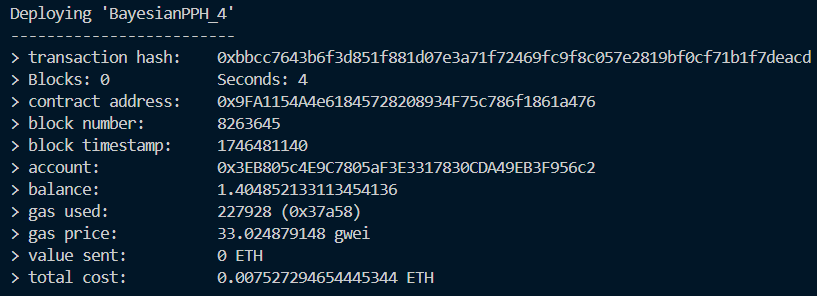 Deploying 'BayesianPPH_4'
-------------------------
> transaction hash: 0xbbcc7643b6f3d851f881d07e3a71f72469fc9f8c057e2819bf0cf71b1f7deacd
> Blocks: 0 Seconds: 4
> contract address: 0x9FA1154A4e61845728208934F75c786f1861a476
> block number: 8263645
> block timestamp: 1746481140
> account: 0x3EB805c4E9C7805aF3E3317830CDA49EB3F956c2
> balance: 1.404852133113454136
> gas used: 227928 (0x37a58)
> gas price: 33.024879148 gwei
> value sent: 0 ETH
> total cost: 0.007527294654445344 ETH